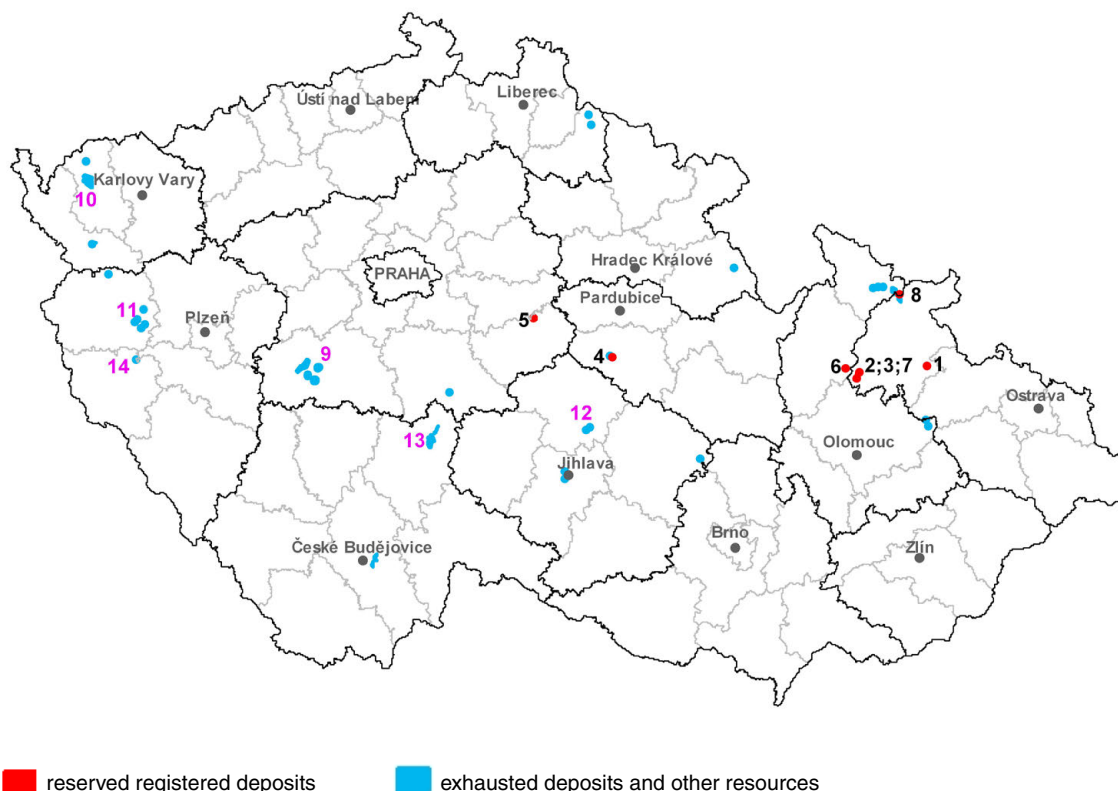 Liberec
Ústí nad Labem
Karlovy Vary
10
Hradec Králové
PRAHA
8
Pardubice
11
Plzeň
5
9
4
14
6
2;3;7
1
Ostrava
12
13
Olomouc
Jihlava
Brno
České Budějovice
Zlín
reserved registered deposits
exhausted deposits and other resources